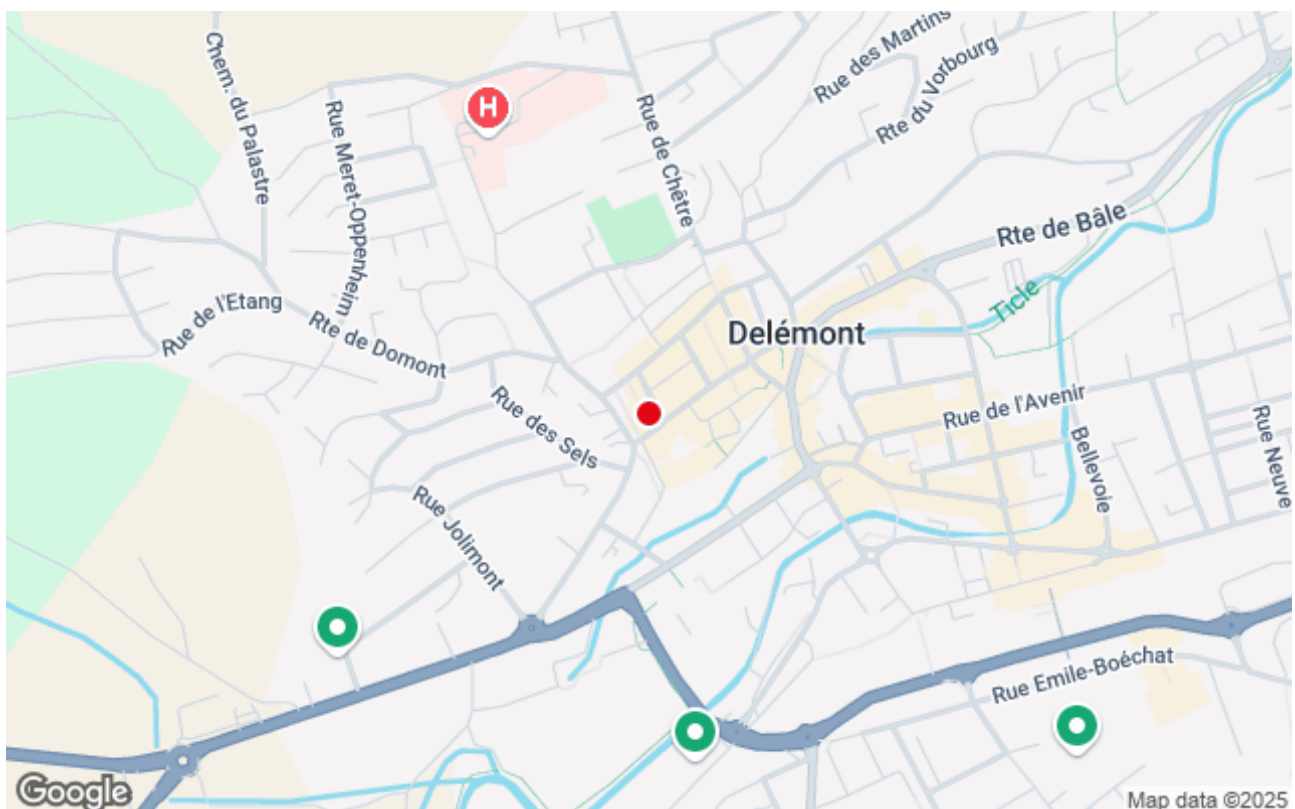 Rue des Martins
Rte du Vorbourg
Chem. du Palastre
H
Rue Meret-Oppenheim
Rue de Chêtre
Rte de Bâle
Ticle
Rue de l'Etang
Rte de Domont
Delémont
Rue de l'Avenir
Rue des Sels
Rue Neuve
Bellevoie
Rue Jolimont
Rue Emile-Boéchat
Google
Map data ©2025